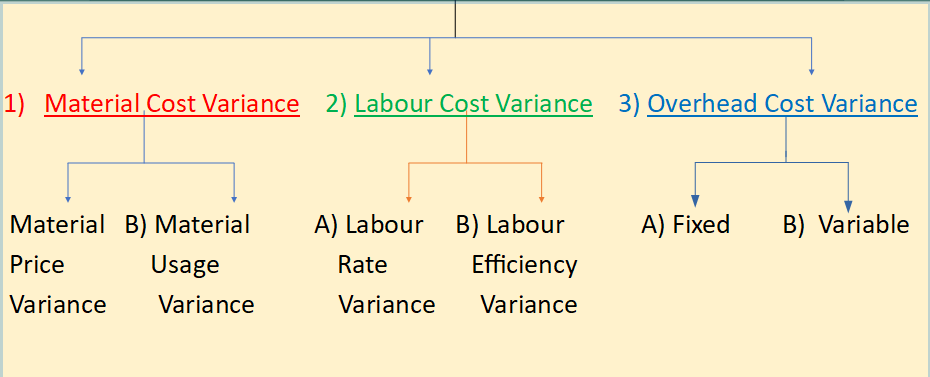 1) Material Cost Variance
2) Labour Cost Variance
3) Overhead Cost Variance
Material
Price
Variance
B) Material
Usage
Variance
A) Labour
Rate
Variance
B) Labour
Efficiency
Variance
A) Fixed
B) Variable